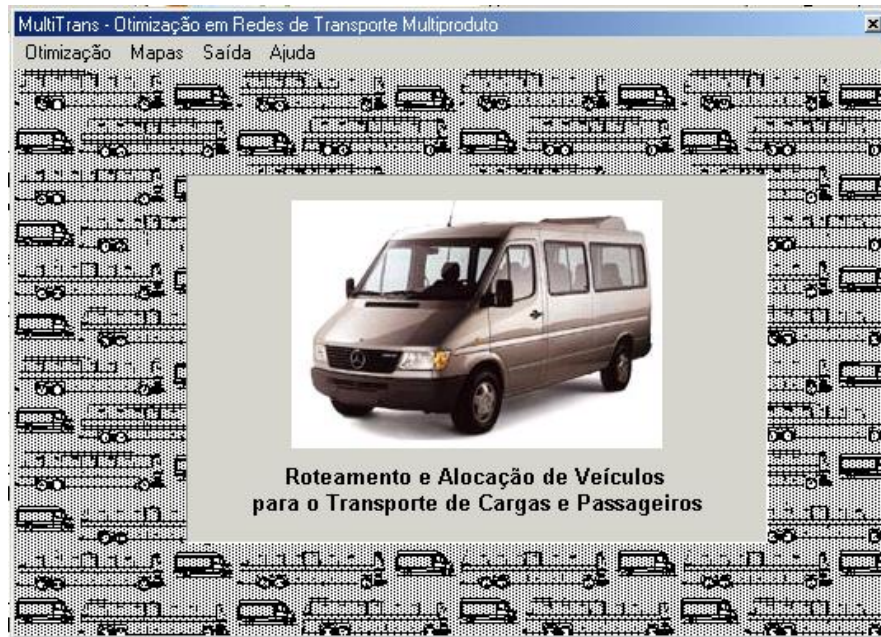 MultiTrans - Otimização em Redes de Transporte Multiproduto
Otimização Mapas Saída Ajuda
Roteamento e Alocação de Veículos
para o Transporte de Cargas e Passageiros